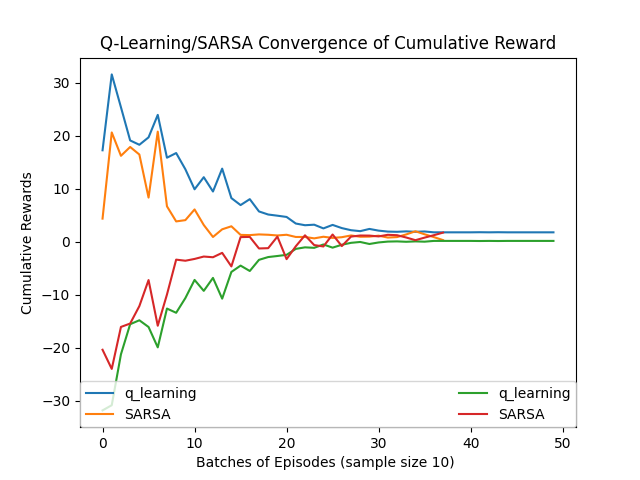 Q-Learning/SARSA Convergence of Cumulative Reward
Cumulative Rewards
30
20
10
0
−10
−20
−30
q_learning
SARSA
q_learning
SARSA
0 10 20 30 40 50
Batches of Episodes (sample size 10)